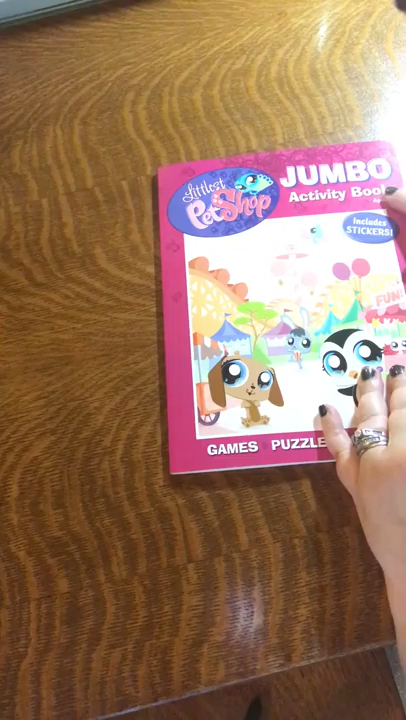 Littlest
PetShop
JUMBO
Activity Book
Includes
STICKERS!
FUN
GAMES PUZZLE